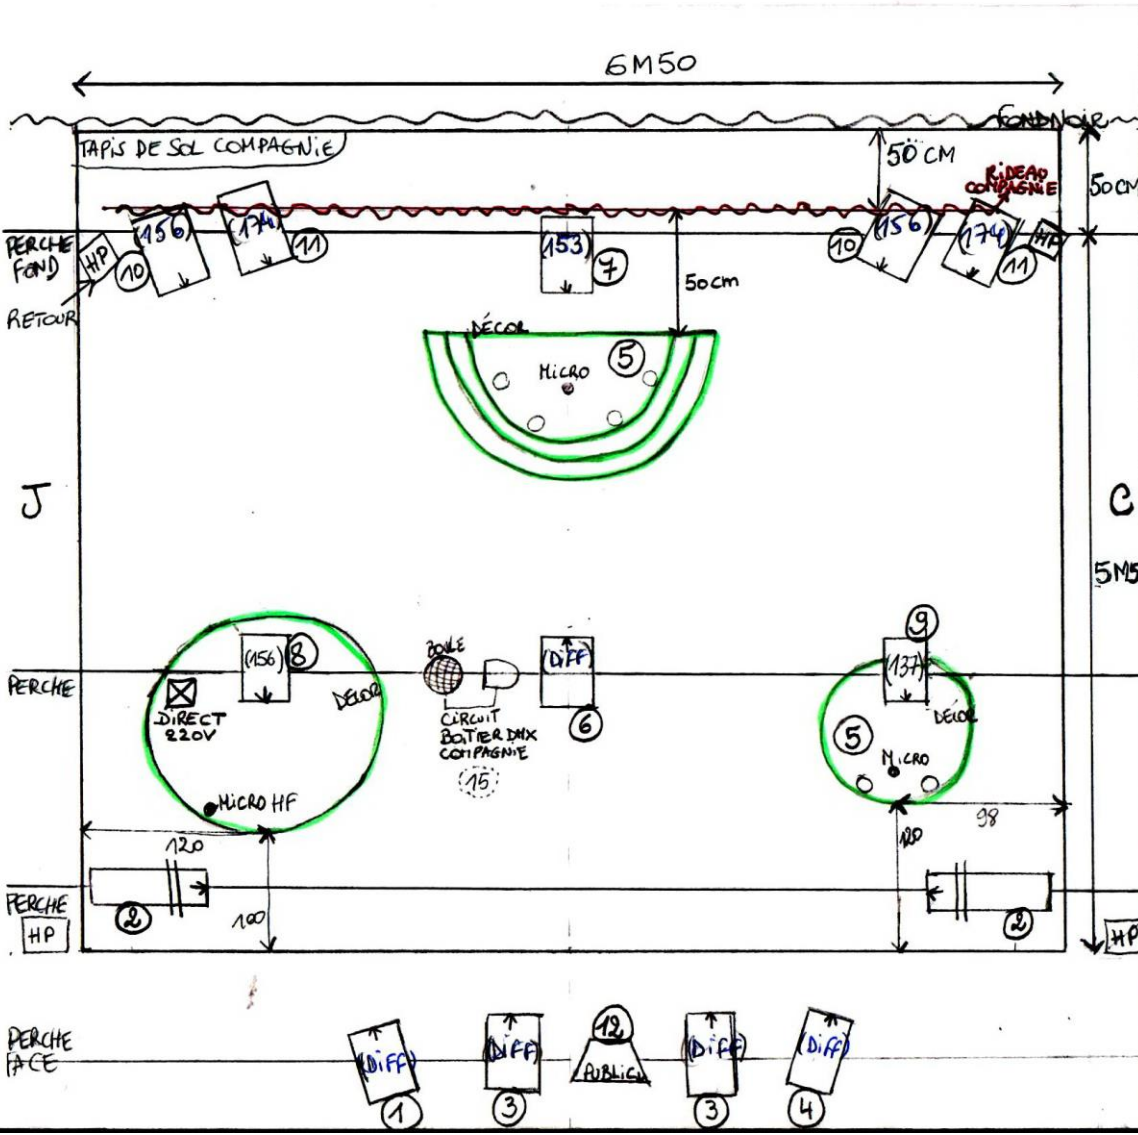 6M50
FOND NOIR
TAPIS DE SOL COMPAGNIE
50 CM
50 CM
RIDEAU
COMPAGNIE
PERCHE
FOND
HP
10
(156)
(174)
11
(153)
7
10
(156)
(174)
11
HP
RETOUR
50cm
DÉCOR
MICRO
5
J
C
5M5
(156)
8
BOULE
(DiFF)
6
9
(137)
PERCHE
DIRECT
220V
DECOR
CIRCUIT
BOITIER DMX
COMPAGNIE
15
DÉCOR
5
MICRO
MICRO HF
120
100
120
98
PERCHE
HP
2
2
HP
PERCHE
FACE
(DiFF)
1
(DiFF)
3
12
PUBLIC
(DiFF)
3
(DiFF)
4